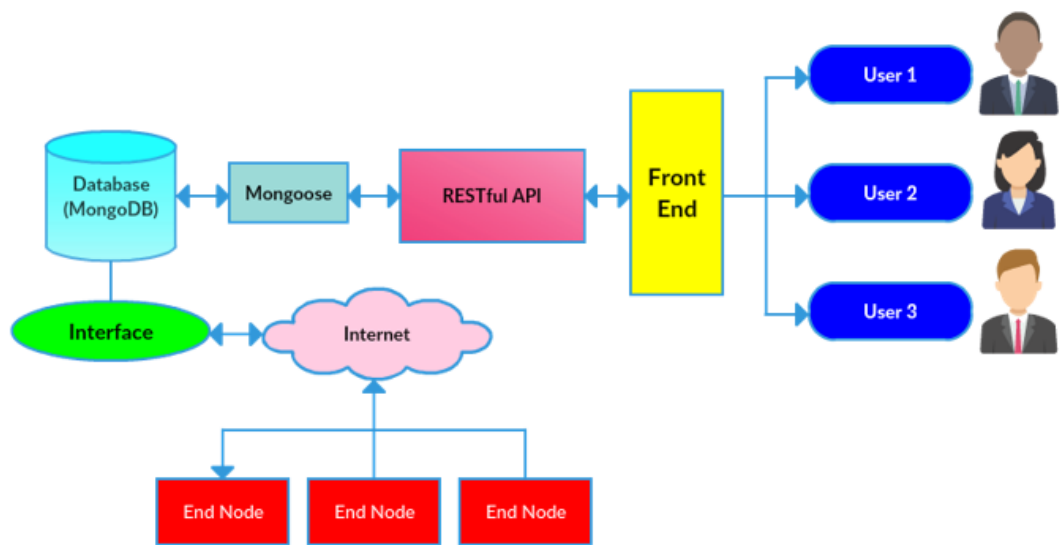 User 1
Database
(MongoDB)
Mongoose
RESTful API
Front
End
User 2
User 3
Interface
Internet
End Node
End Node
End Node